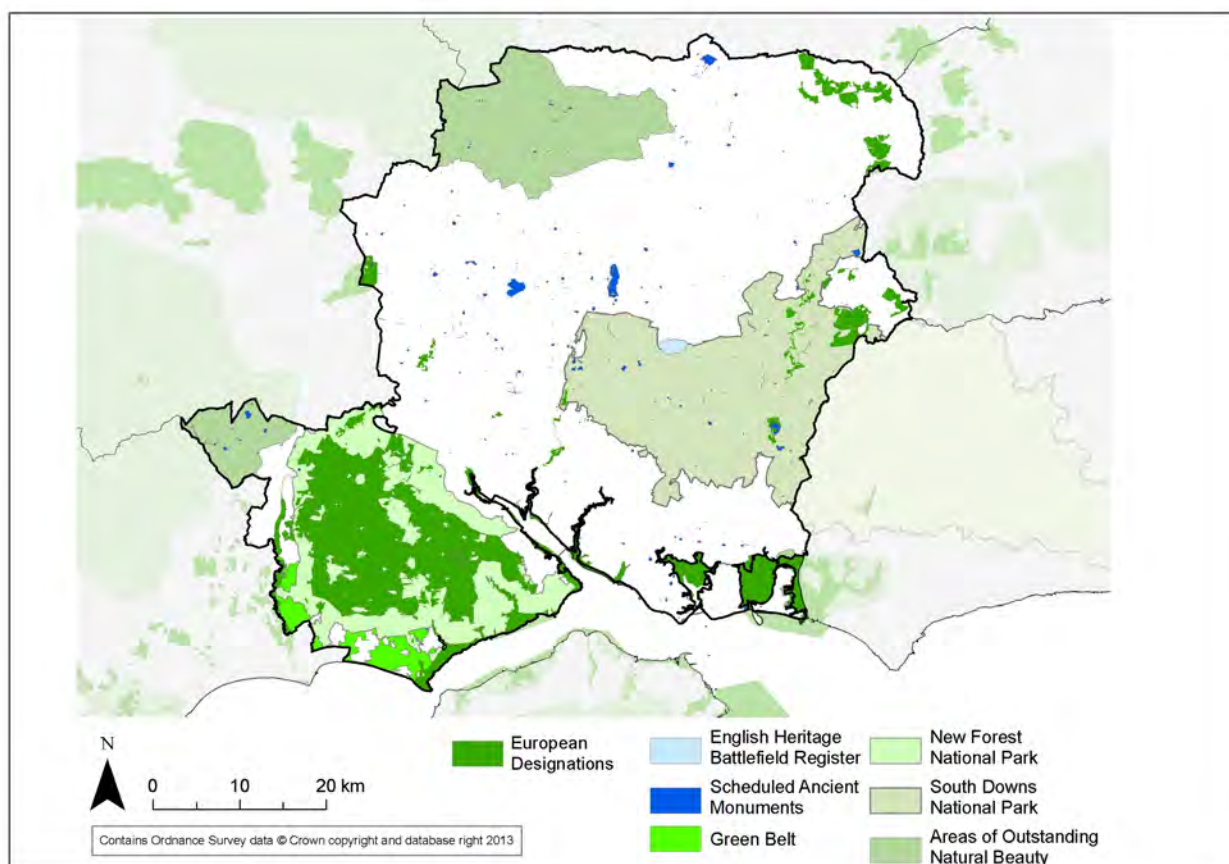 European
Designations
English Heritage
Battlefield Register
New Forest
National Park
Scheduled Ancient
Monuments
South Downs
National Park
Green Belt
Areas of Outstanding
Natural Beauty
N
0 10 20 km
Contains Ordnance Survey data © Crown copyright and database right 2013